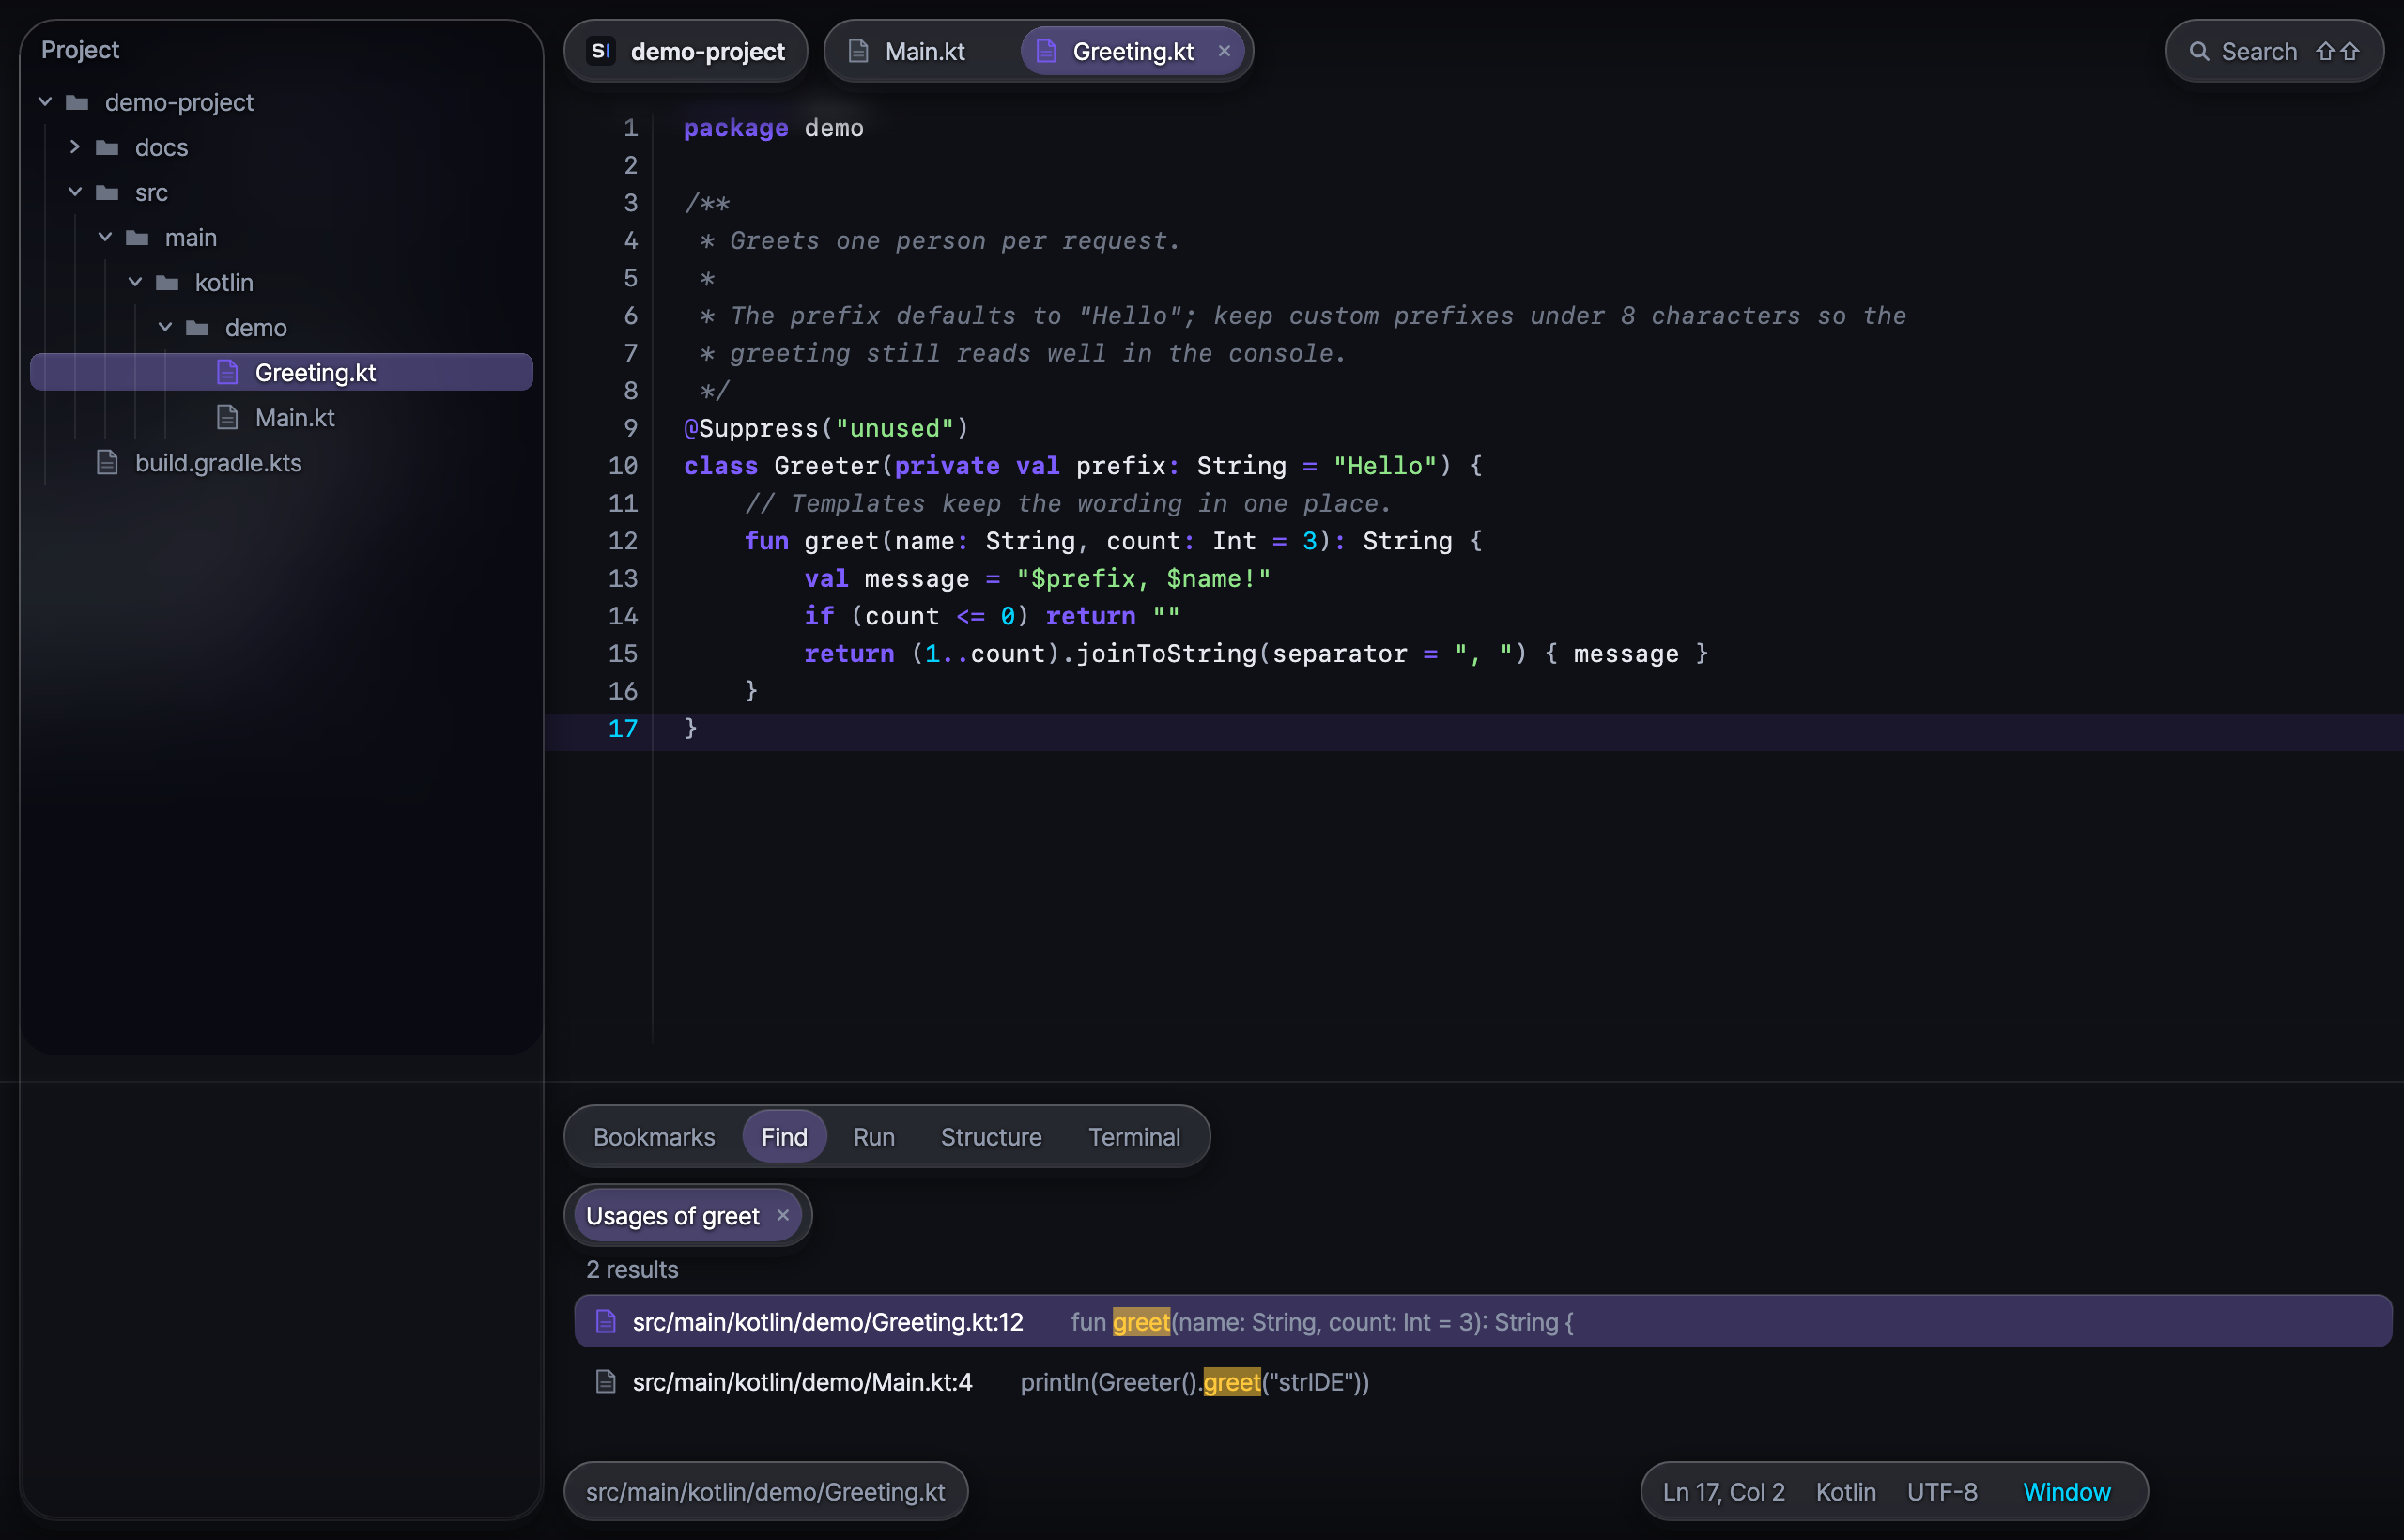 Project
demo-project
docs
src
main
kotlin
demo
Greeting.kt
Main.kt
build.gradle.kts
SI demo-project
Main.kt
Greeting.kt ×
Search ⇧⇧
1 package demo
2
3 /**
4  * Greets one person per request.
5  *
6  * The prefix defaults to "Hello"; keep custom prefixes under 8 characters so the
7  * greeting still reads well in the console.
8  */
9 @Suppress("unused")
10 class Greeter(private val prefix: String = "Hello") {
11     // Templates keep the wording in one place.
12     fun greet(name: String, count: Int = 3): String {
13         val message = "$prefix, $name!"
14         if (count <= 0) return ""
15         return (1..count).joinToString(separator = ", ") { message }
16     }
17 }
Bookmarks Find Run Structure Terminal
Usages of greet ×
2 results
src/main/kotlin/demo/Greeting.kt:12 fun greet(name: String, count: Int = 3): String {
src/main/kotlin/demo/Main.kt:4 println(Greeter().greet("strIDE"))
src/main/kotlin/demo/Greeting.kt
Ln 17, Col 2 Kotlin UTF-8 Window